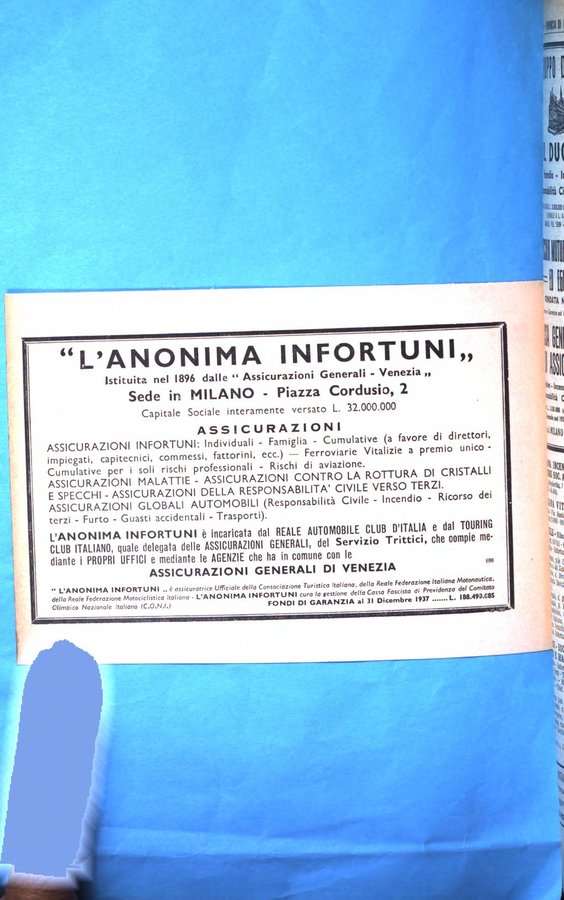 "L'ANONIMA INFORTUNI„
Istituita nel 1896 dalle "Assicurazioni Generali - Venezia„
Sede in MILANO - Piazza Cordusio, 2
Capitale Sociale interamente versato L. 32.000.000
ASSICURAZIONI
ASSICURAZIONI INFORTUNI: Individuali - Famiglia - Cumulative (a favore di direttori,
impiegati, capitecnici, commessi, fattorini, ecc.) — Ferroviarie Vitalizie a premio unico -
Cumulative per i soli rischi professionali - Rischi di aviazione.
ASSICURAZIONI MALATTIE - ASSICURAZIONI CONTRO LA ROTTURA DI CRISTALLI
E SPECCHI - ASSICURAZIONI DELLA RESPONSABILITA' CIVILE VERSO TERZI.
ASSICURAZIONI GLOBALI AUTOMOBILI (Responsabilità Civile - Incendio - Ricorso dei
terzi - Furto - Guasti accidentali - Trasporti).
L'ANONIMA INFORTUNI è incaricata dal REALE AUTOMOBILE CLUB D'ITALIA e dal TOURING
CLUB ITALIANO, quale delegata delle ASSICURAZIONI GENERALI, del Servizio Trittici, che compie me-
diante i PROPRI UFFICI e mediante le AGENZIE che ha in comune con le
ASSICURAZIONI GENERALI DI VENEZIA
"L'ANONIMA INFORTUNI„ è assicuratrice Ufficiale della Consociazione Turistica Italiana, della Reale Federazione Italiana Motonautica,
della Reale Federazione Motociclistica Italiana - L'ANONIMA INFORTUNI cura la gestione della Cassa Fascista di Previdenza del Comitato
Olimpico Nazionale Italiano (C.O.N.I.) FONDI DI GARANZIA al 31 Dicembre 1937 ....... L. 188.490.085